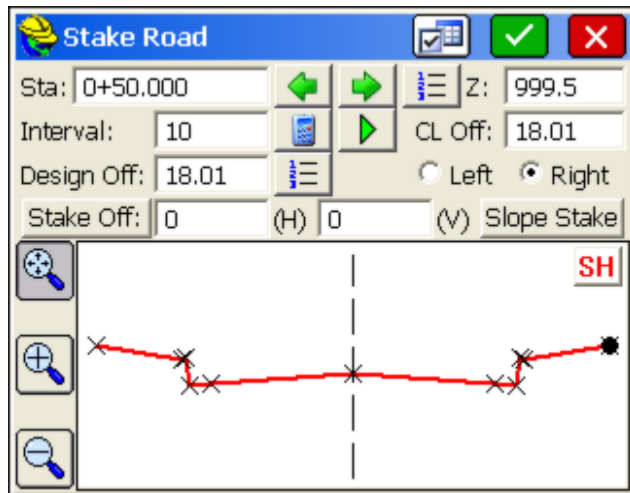 Stake Road
Sta: 0+50.000 Z: 999.5
Interval: 10 CL Off: 18.01
Design Off: 18.01 Left Right
Stake Off: 0 (H) 0 (V) Slope Stake
SH